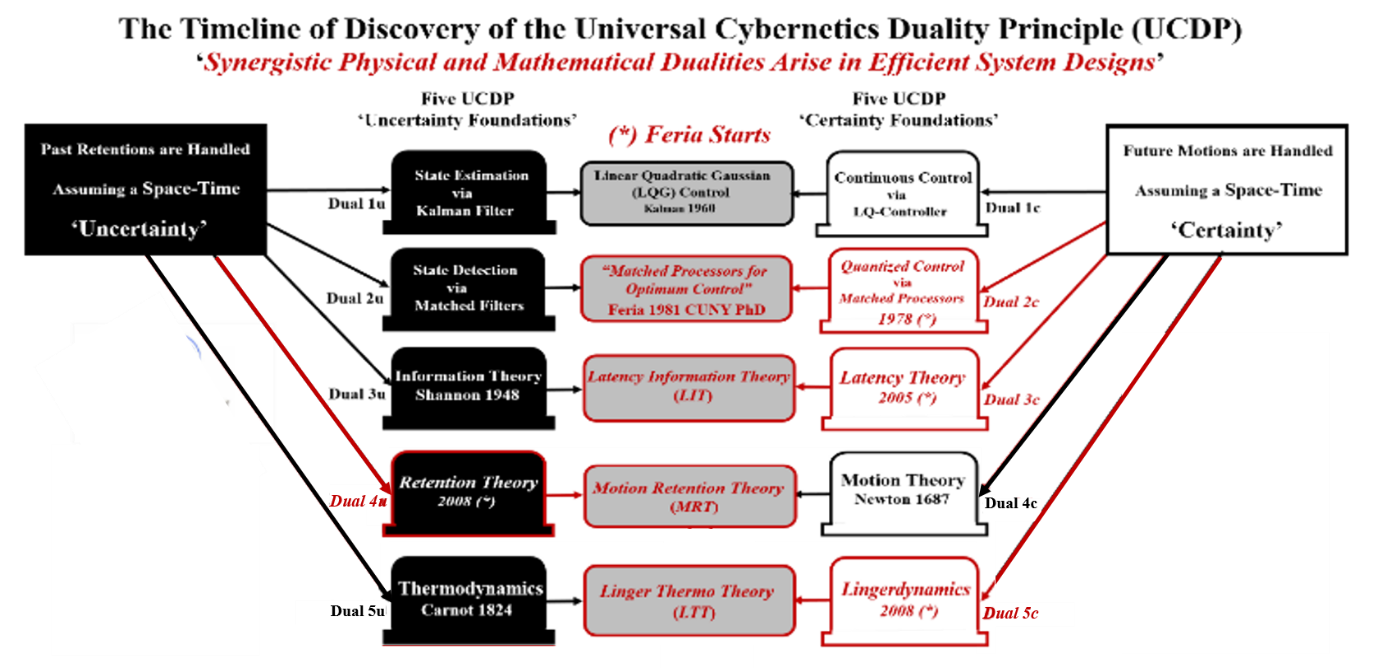 The Timeline of Discovery of the Universal Cybernetics Duality Principle (UCDP)
‘Synergistic Physical and Mathematical Dualities Arise in Efficient System Designs’
Five UCDP
‘Uncertainty Foundations’
(*) Feria Starts
Five UCDP
‘Certainty Foundations’
Past Retentions are Handled
Assuming a Space-Time
‘Uncertainty’
Future Motions are Handled
Assuming a Space-Time
‘Certainty’
Dual 1u
State Estimation
via
Kalman Filter
Linear Quadratic Gaussian
(LQG) Control
Kalman 1960
Continuous Control
via
LQ-Controller
Dual 1c
Dual 2u
State Detection
via
Matched Filters
“Matched Processors for
Optimum Control”
Feria 1981 CUNY PhD
Quantized Control
via
Matched Processors
1978 (*)
Dual 2c
Dual 3u
Information Theory
Shannon 1948
Latency Information Theory
(LIT)
Latency Theory
2005 (*)
Dual 3c
Dual 4u
Retention Theory
2008 (*)
Motion Retention Theory
(MRT)
Motion Theory
Newton 1687
Dual 4c
Dual 5u
Thermodynamics
Carnot 1824
Linger Thermo Theory
(LTT)
Lingerdynamics
2008 (*)
Dual 5c